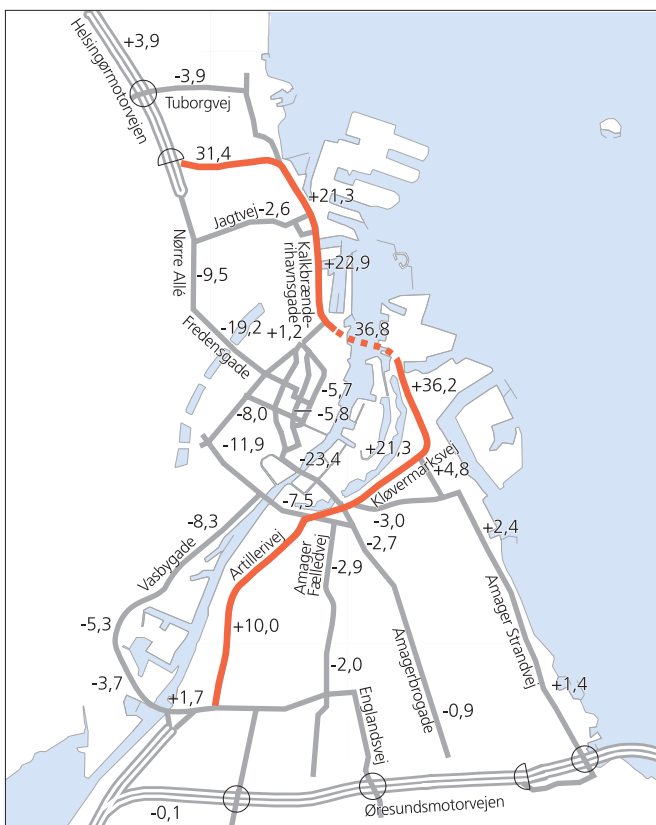 +3,9
Helsingørmotorvejen
-3,9
Tuborgvej
31,4
+21,3
Jagtvej
-2,6
Nørre Allé
Kalkbrænde-
rihavnsgade
+22,9
-9,5
-19,2
+1,2
36,8
Fredensgade
+36,2
-5,7
-8,0
-5,8
-11,9
+21,3
-23,4
+4,8
Kløvermarksvej
-7,5
-8,3
-3,0
+2,4
-2,7
Vasbygade
Artillerivej
Amager
Fælledvej
-2,9
Amager Strandvej
-5,3
+10,0
Amagerbrogade
-2,0
-3,7
+1,7
Englandsvej
+1,4
-0,9
-0,1
Øresundsmotorvejen